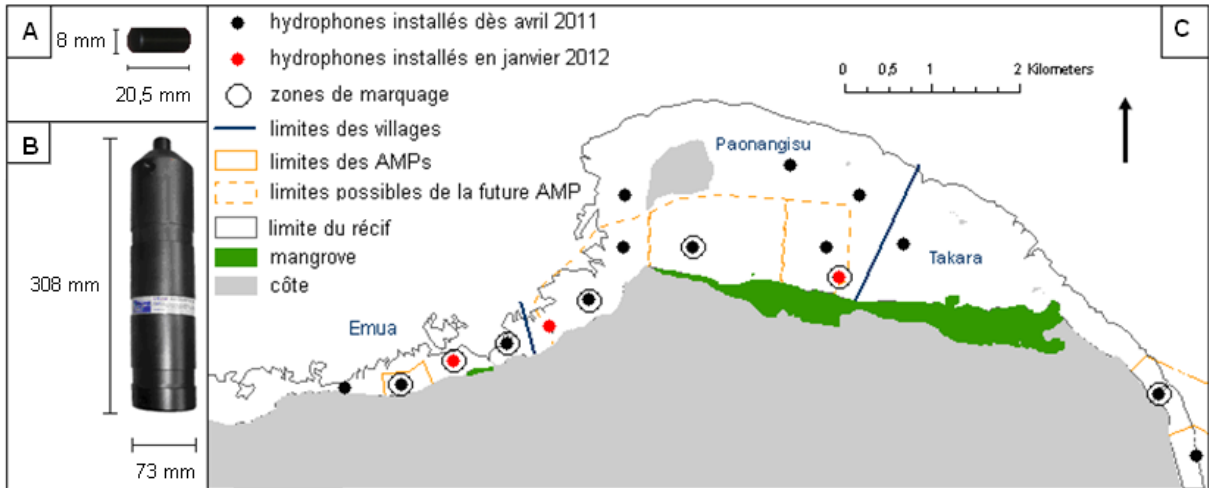 A
8 mm
20,5 mm
B
308 mm
73 mm
C
hydrophones installés dès avril 2011
hydrophones installés en janvier 2012
zones de marquage
limites des villages
limites des AMPs
limites possibles de la future AMP
limite du récif
mangrove
côte
0 0,5 1 2 Kilometers
Paonangisu
Takara
Emua